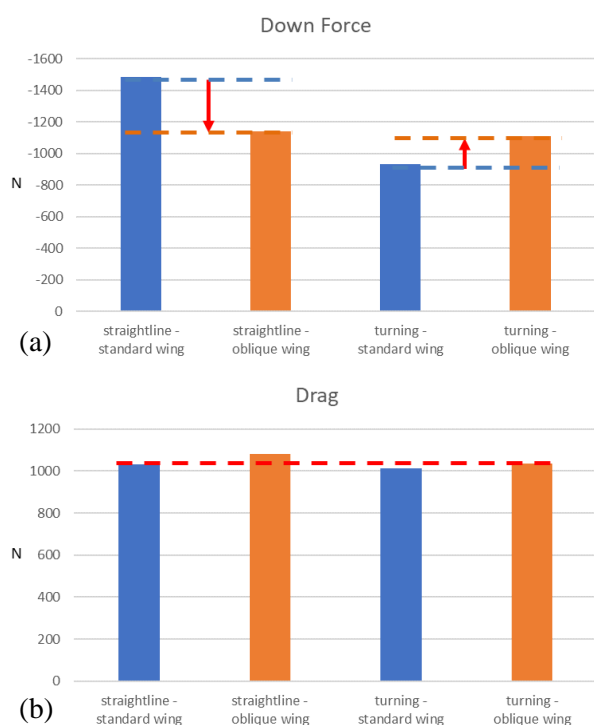 Down Force
-1600
-1400
-1200
-1000
-800
-600
-400
-200
0
N
straightline -
standard wing
straightline -
oblique wing
turning -
standard wing
turning -
oblique wing
(a)
Drag
1200
1000
800
600
400
200
0
N
straightline -
standard wing
straightline -
oblique wing
turning -
standard wing
turning -
oblique wing
(b)